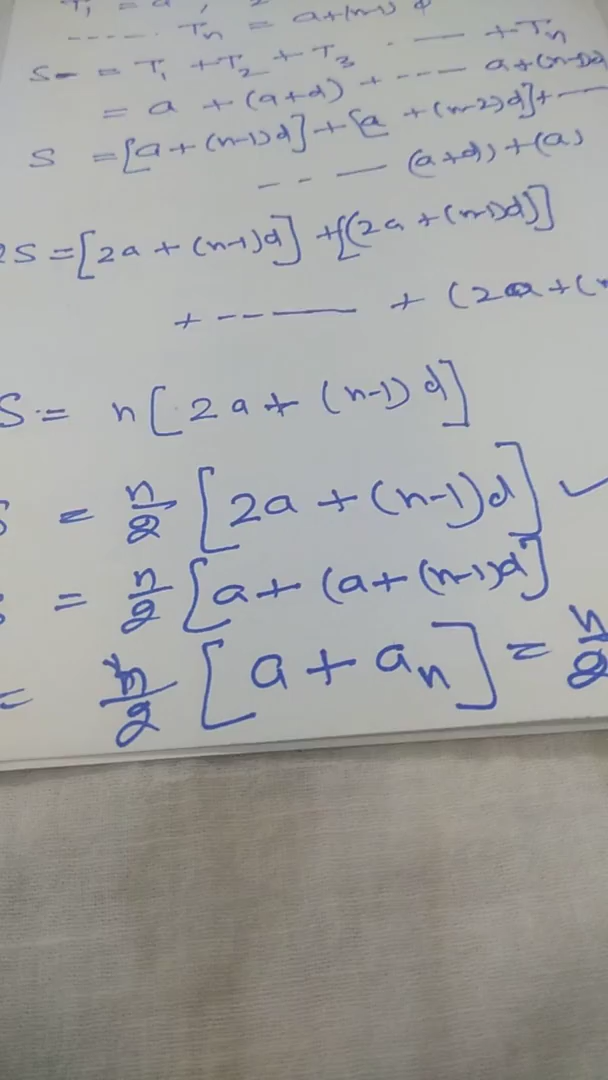 T₁ = a,
----- Tₙ = a+(n-1)d
S = T₁ + T₂ + T₃ ---- + Tₙ
= a + (a+d) + --- a+(n-1)d
S = [a+(n-1)d] + [a + (n-2)d] + ---
---- (a+d) + (a)
2S = [2a + (n-1)d] + [(2a + (n-1)d)]
+ ----- + (2a + (n
S = n [2a + (n-1) d]
= n/2 [2a + (n-1)d] ✓
= n/2 [a + (a + (n-1)d]
= n/2 [a + aₙ] = n/2